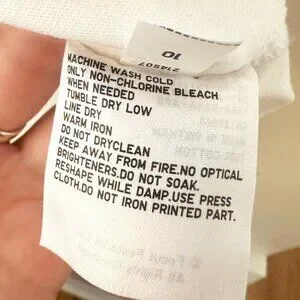 10
214507
MACHINE WASH COLD
ONLY NON-CHLORINE BLEACH
WHEN NEEDED
TUMBLE DRY LOW
LINE DRY
WARM IRON
DO NOT DRYCLEAN
KEEP AWAY FROM FIRE.NO OPTICAL
BRIGHTENERS.DO NOT SOAK.
RESHAPE WHILE DAMP.USE PRESS
CLOTH.DO NOT IRON PRINTED PART.